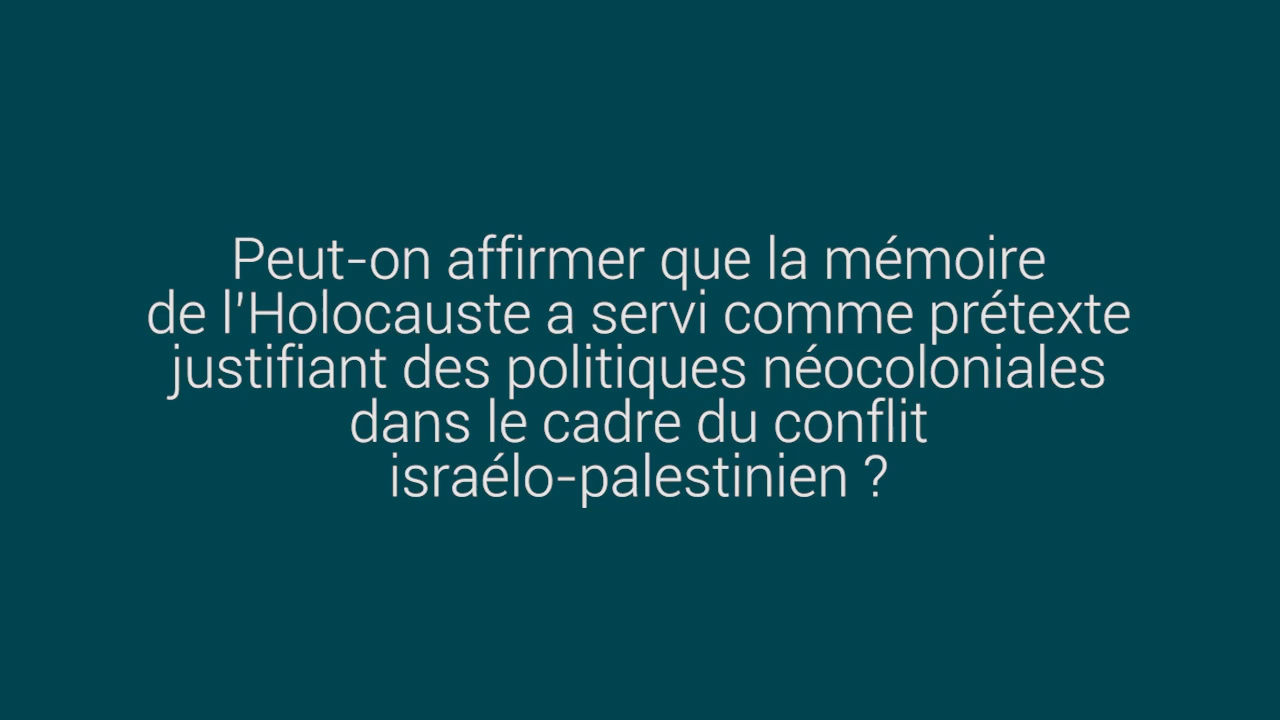 Peut-on affirmer que la mémoire
de l'Holocauste a servi comme prétexte
justifiant des politiques néocoloniales
dans le cadre du conflit
israélo-palestinien ?